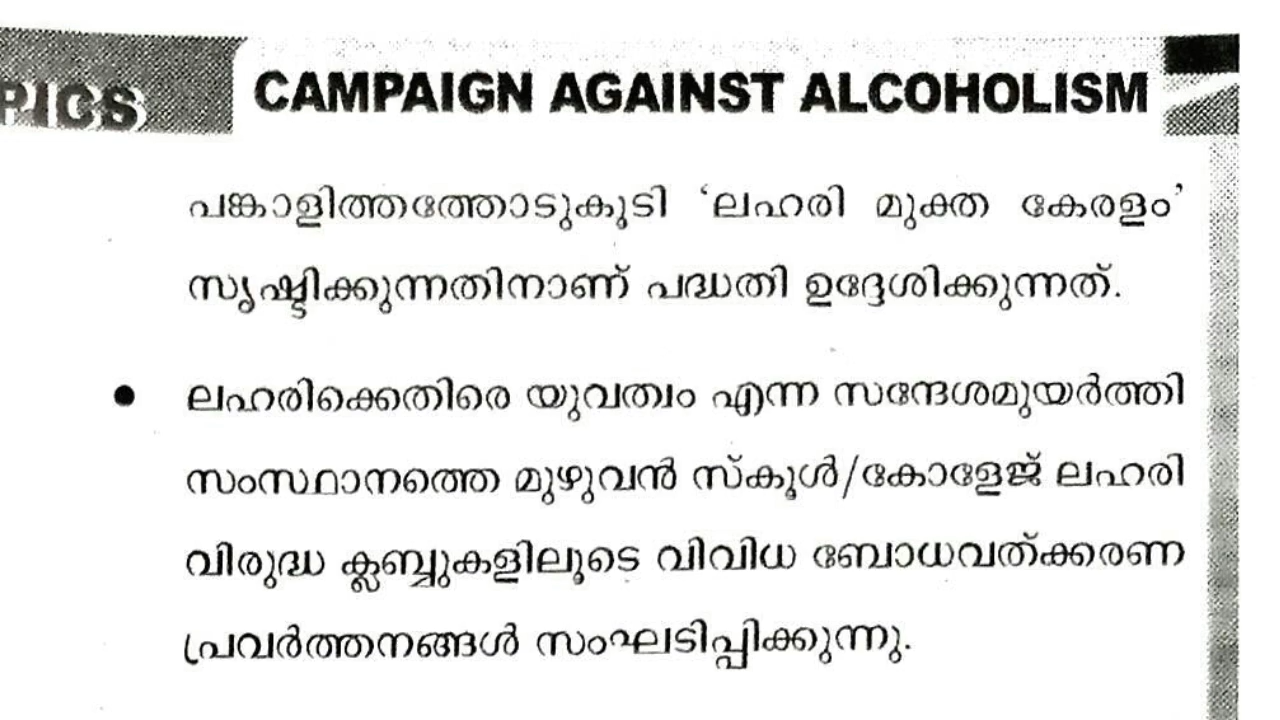 PICS
CAMPAIGN AGAINST ALCOHOLISM
പങ്കാളിത്തത്തോടുകൂടി ‘ലഹരി മുക്ത കേരളം’
സൃഷ്ടിക്കുന്നതിനാണ് പദ്ധതി ഉദ്ദേശിക്കുന്നത്.
● ലഹരിക്കെതിരെ യുവത്വം എന്ന സന്ദേശമുയർത്തി
സംസ്ഥാനത്തെ മുഴുവൻ സ്കൂൾ/കോളേജ് ലഹരി
വിരുദ്ധ ക്ലബ്ബുകളിലൂടെ വിവിധ ബോധവത്ക്കരണ
പ്രവർത്തനങ്ങൾ സംഘടിപ്പിക്കുന്നു.